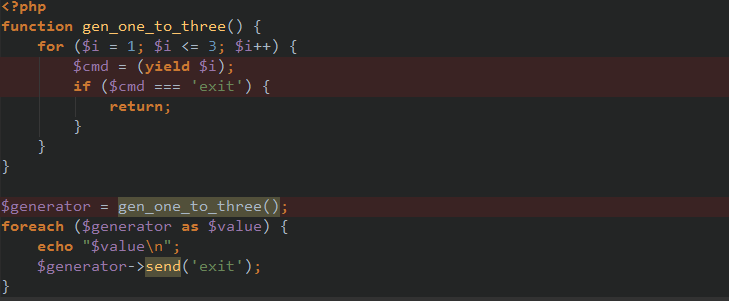 <?php
function gen_one_to_three() {
    for ($i = 1; $i <= 3; $i++) {
        $cmd = (yield $i);
        if ($cmd === 'exit') {
            return;
        }
    }
}

$generator = gen_one_to_three();
foreach ($generator as $value) {
    echo "$value\n";
    $generator->send('exit');
}